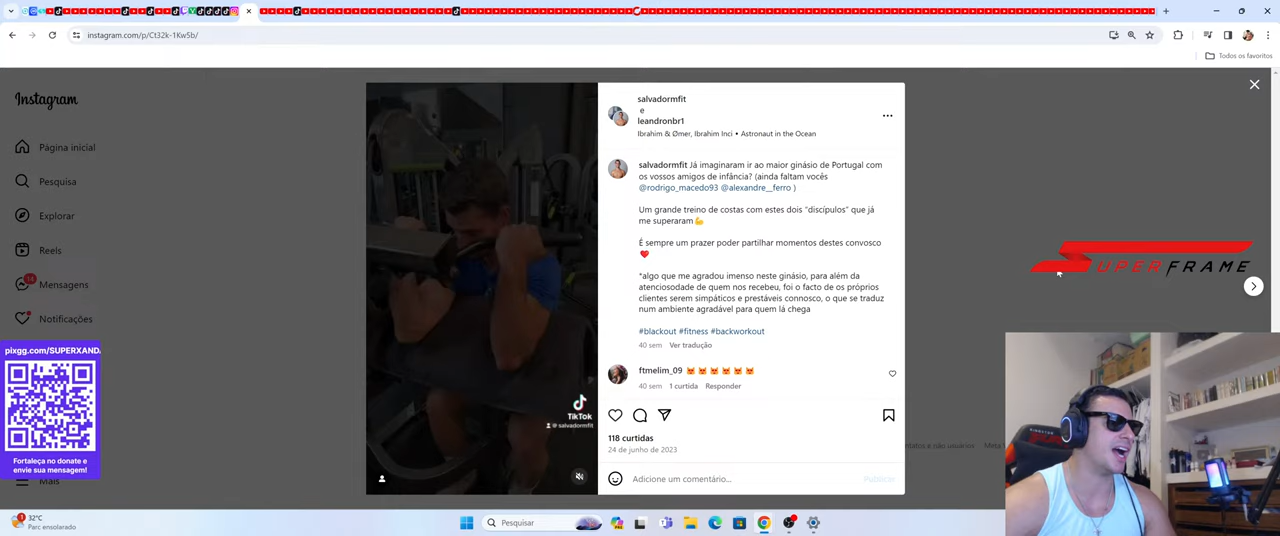 instagram.com/p/Ct32k-1Kw5b/
Todos os favoritos
Instagram
Página inicial
Pesquisa
Explorar
Reels
14
Mensagens
Notificações
pixgg.com/SUPERXANDA
Fortaleça no donate e
envie sua mensagem!
Mais
TikTok
@salvadormfit
salvadormfit
e
leandronbr1
Ibrahim & Ømer, Ibrahim Inci • Astronaut in the Ocean
salvadormfit Já imaginaram ir ao maior ginásio de Portugal com
os vossos amigos de infância? (ainda faltam vocês
@rodrigo_macedo93 @alexandre__ferro )
Um grande treino de costas com estes dois “discípulos” que já
me superaram💪
É sempre um prazer poder partilhar momentos destes convosco
❤️
*algo que me agradou imenso neste ginásio, para além da
atenciosodade de quem nos recebeu, foi o facto de os próprios
clientes serem simpáticos e prestáveis connosco, o que se traduz
num ambiente agradável para quem lá chega
#blackout #fitness #backworkout
40 sem Ver tradução
ftmelim_09 😻😻😻😻😻😻
40 sem 1 curtida Responder
118 curtidas
24 de junho de 2023
Adicione um comentário...
Publicar
SUPERFRAME
e não usuários
1
32°C
Parc ensolarado
Pesquisar